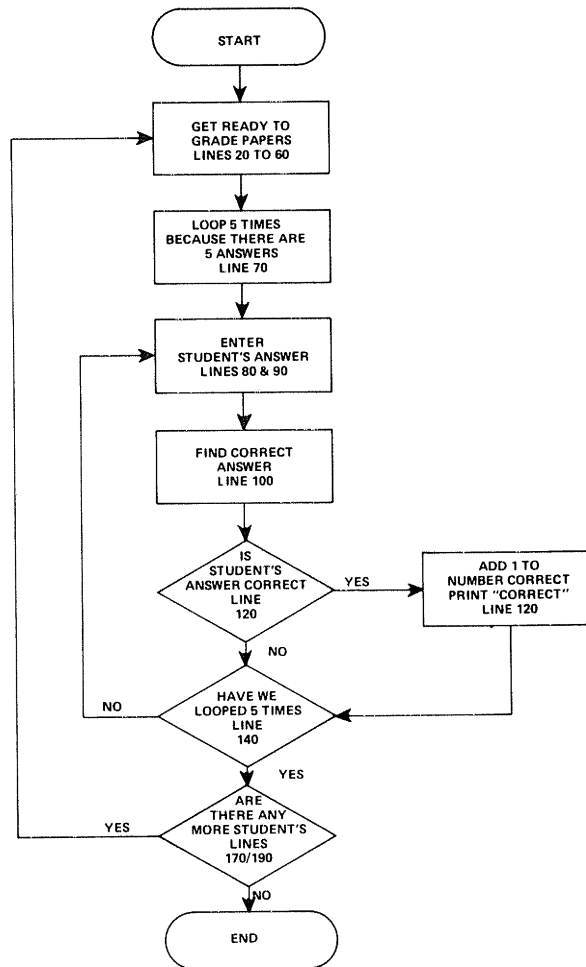 START
GET READY TO
GRADE PAPERS
LINES 20 TO 60
LOOP 5 TIMES
BECAUSE THERE ARE
5 ANSWERS
LINE 70
ENTER
STUDENT'S ANSWER
LINES 80 & 90
FIND CORRECT
ANSWER
LINE 100
IS
STUDENT'S
ANSWER CORRECT
LINE
120
YES
ADD 1 TO
NUMBER CORRECT
PRINT "CORRECT"
LINE 120
NO
HAVE WE
LOOPED 5 TIMES
LINE
140
NO
YES
ARE
THERE ANY
MORE STUDENT'S
LINES
170/190
YES
NO
END